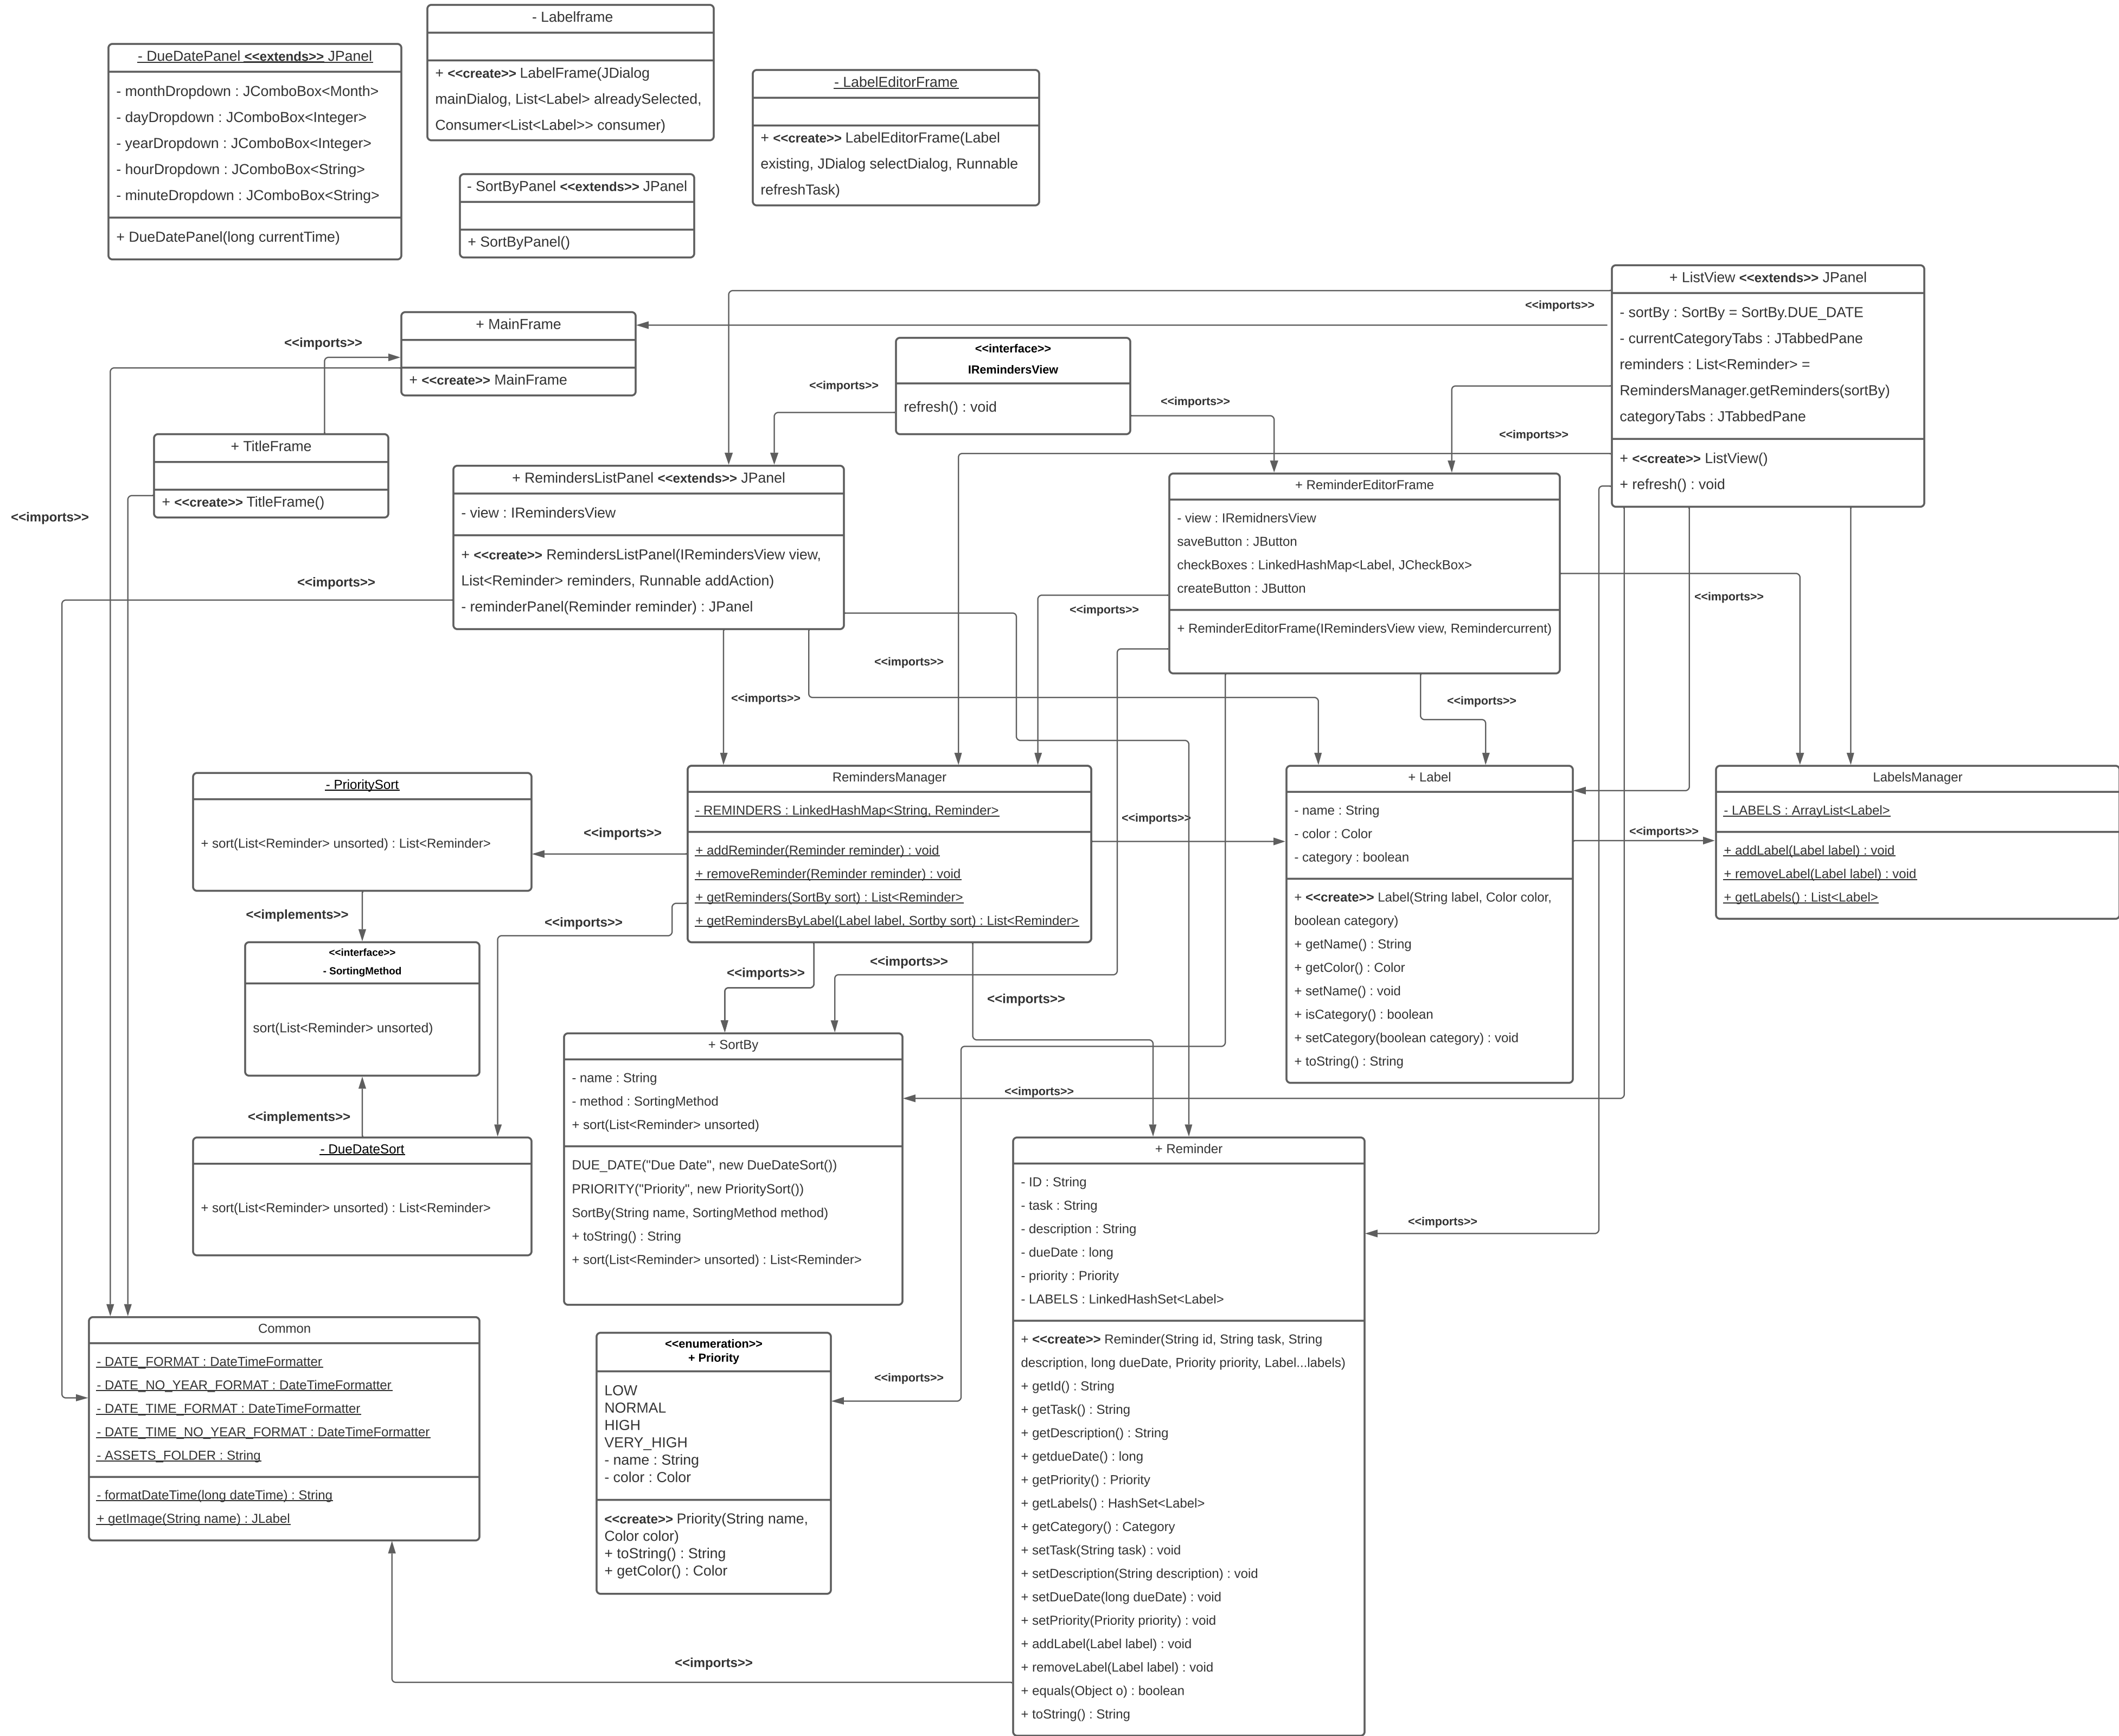 - Labelframe
+ <<create>> LabelFrame(JDialog
mainDialog, List<Label> alreadySelected,
Consumer<List<Label>> consumer)
- DueDatePanel <<extends>> JPanel
- monthDropdown : JComboBox<Month>
- dayDropdown : JComboBox<Integer>
- yearDropdown : JComboBox<Integer>
- hourDropdown : JComboBox<String>
- minuteDropdown : JComboBox<String>
+ DueDatePanel(long currentTime)
- LabelEditorFrame
+ <<create>> LabelEditorFrame(Label
existing, JDialog selectDialog, Runnable
refreshTask)
- SortByPanel <<extends>> JPanel
+ SortByPanel()
+ ListView <<extends>> JPanel
- sortBy : SortBy = SortBy.DUE_DATE
- currentCategoryTabs : JTabbedPane
reminders : List<Reminder> =
RemindersManager.getReminders(sortBy)
categoryTabs : JTabbedPane
+ <<create>> ListView()
+ refresh() : void
<<imports>>
+ MainFrame
+ <<create>> MainFrame
<<imports>>
<<interface>>
IRemindersView
refresh() : void
<<imports>>
<<imports>>
<<imports>>
+ TitleFrame
+ <<create>> TitleFrame()
<<imports>>
+ RemindersListPanel <<extends>> JPanel
- view : IRemindersView
+ <<create>> RemindersListPanel(IRemindersView view,
List<Reminder> reminders, Runnable addAction)
- reminderPanel(Reminder reminder) : JPanel
+ ReminderEditorFrame
- view : IRemidnersView
saveButton : JButton
checkBoxes : LinkedHashMap<Label, JCheckBox>
createButton : JButton
+ ReminderEditorFrame(IRemindersView view, Remindercurrent)
<<imports>>
<<imports>>
<<imports>>
<<imports>>
<<imports>>
<<imports>>
- PrioritySort
+ sort(List<Reminder> unsorted) : List<Reminder>
<<imports>>
RemindersManager
- REMINDERS : LinkedHashMap<String, Reminder>
+ addReminder(Reminder reminder) : void
+ removeReminder(Reminder reminder) : void
+ getReminders(SortBy sort) : List<Reminder>
+ getRemindersByLabel(Label label, Sortby sort) : List<Reminder>
<<imports>>
+ Label
- name : String
- color : Color
- category : boolean
+ <<create>> Label(String label, Color color,
boolean category)
+ getName() : String
+ getColor() : Color
+ setName() : void
+ isCategory() : boolean
+ setCategory(boolean category) : void
+ toString() : String
<<imports>>
LabelsManager
- LABELS : ArrayList<Label>
+ addLabel(Label label) : void
+ removeLabel(Label label) : void
+ getLabels() : List<Label>
<<implements>>
<<imports>>
<<interface>>
- SortingMethod
sort(List<Reminder> unsorted)
<<imports>>
<<imports>>
<<imports>>
<<implements>>
- DueDateSort
+ sort(List<Reminder> unsorted) : List<Reminder>
+ SortBy
- name : String
- method : SortingMethod
+ sort(List<Reminder> unsorted)
DUE_DATE("Due Date", new DueDateSort())
PRIORITY("Priority", new PrioritySort())
SortBy(String name, SortingMethod method)
+ toString() : String
+ sort(List<Reminder> unsorted) : List<Reminder>
<<imports>>
+ Reminder
- ID : String
- task : String
- description : String
- dueDate : long
- priority : Priority
- LABELS : LinkedHashSet<Label>
+ <<create>> Reminder(String id, String task, String
description, long dueDate, Priority priority, Label...labels)
+ getId() : String
+ getTask() : String
+ getDescription() : String
+ getdueDate() : long
+ getPriority() : Priority
+ getLabels() : HashSet<Label>
+ getCategory() : Category
+ setTask(String task) : void
+ setDescription(String description) : void
+ setDueDate(long dueDate) : void
+ setPriority(Priority priority) : void
+ addLabel(Label label) : void
+ removeLabel(Label label) : void
+ equals(Object o) : boolean
+ toString() : String
<<imports>>
Common
- DATE_FORMAT : DateTimeFormatter
- DATE_NO_YEAR_FORMAT : DateTimeFormatter
- DATE_TIME_FORMAT : DateTimeFormatter
- DATE_TIME_NO_YEAR_FORMAT : DateTimeFormatter
- ASSETS_FOLDER : String
- formatDateTime(long dateTime) : String
+ getImage(String name) : JLabel
<<enumeration>>
+ Priority
LOW
NORMAL
HIGH
VERY_HIGH
- name : String
- color : Color
<<create>> Priority(String name,
Color color)
+ toString() : String
+ getColor() : Color
<<imports>>
<<imports>>